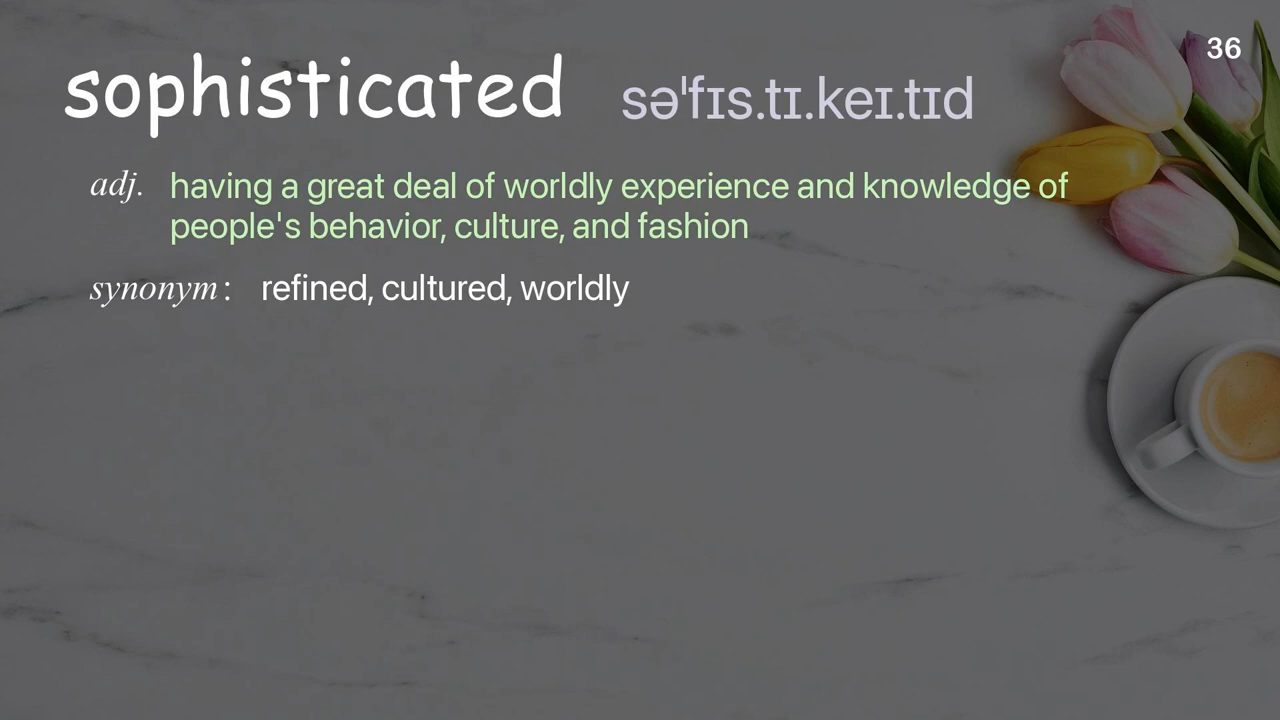 36
sophisticated səˈfɪs.tɪ.keɪ.tɪd
adj. having a great deal of worldly experience and knowledge of
people's behavior, culture, and fashion
synonym : refined, cultured, worldly